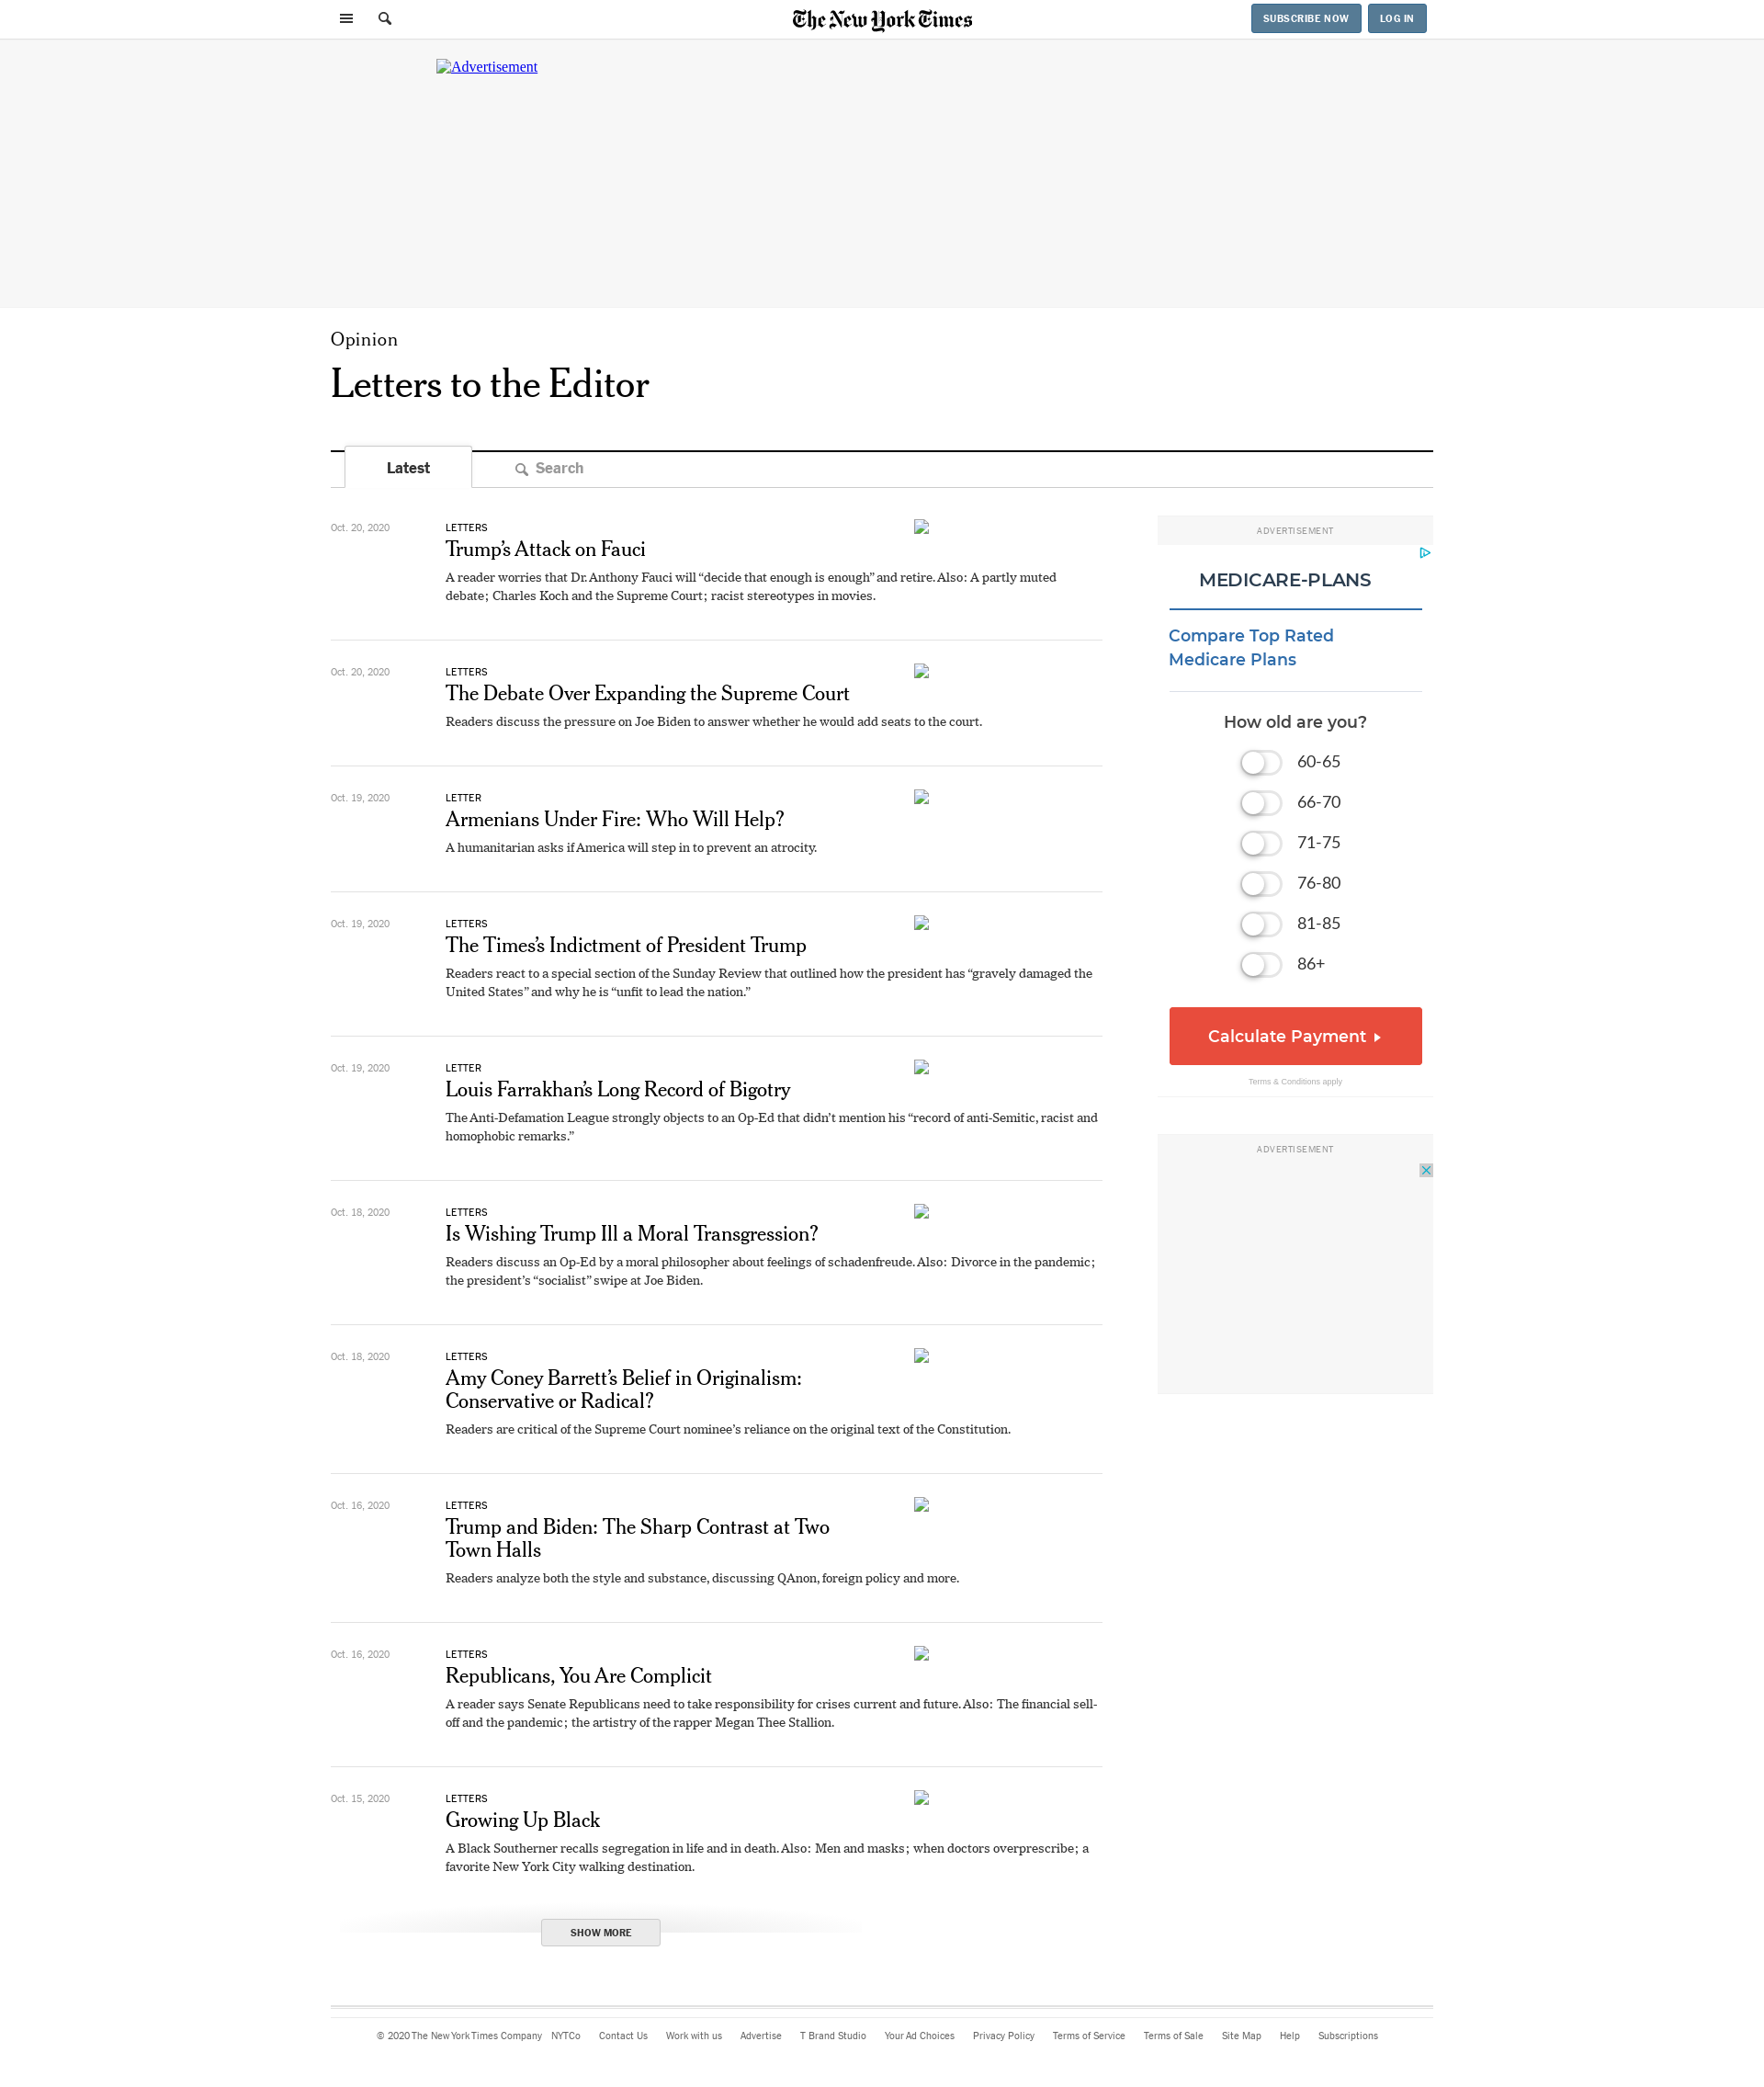 The New York Times
SUBSCRIBE NOW
LOG IN
Advertisement
Opinion
Letters to the Editor
Latest
Search
Oct. 20, 2020
LETTERS
Trump’s Attack on Fauci
A reader worries that Dr. Anthony Fauci will “decide that enough is enough” and retire. Also: A partly muted
debate; Charles Koch and the Supreme Court; racist stereotypes in movies.
Oct. 20, 2020
LETTERS
The Debate Over Expanding the Supreme Court
Readers discuss the pressure on Joe Biden to answer whether he would add seats to the court.
Oct. 19, 2020
LETTER
Armenians Under Fire: Who Will Help?
A humanitarian asks if America will step in to prevent an atrocity.
Oct. 19, 2020
LETTERS
The Times’s Indictment of President Trump
Readers react to a special section of the Sunday Review that outlined how the president has “gravely damaged the
United States” and why he is “unfit to lead the nation.”
Oct. 19, 2020
LETTER
Louis Farrakhan’s Long Record of Bigotry
The Anti-Defamation League strongly objects to an Op-Ed that didn’t mention his “record of anti-Semitic, racist and
homophobic remarks.”
Oct. 18, 2020
LETTERS
Is Wishing Trump Ill a Moral Transgression?
Readers discuss an Op-Ed by a moral philosopher about feelings of schadenfreude. Also: Divorce in the pandemic;
the president’s “socialist” swipe at Joe Biden.
Oct. 18, 2020
LETTERS
Amy Coney Barrett’s Belief in Originalism:
Conservative or Radical?
Readers are critical of the Supreme Court nominee’s reliance on the original text of the Constitution.
Oct. 16, 2020
LETTERS
Trump and Biden: The Sharp Contrast at Two
Town Halls
Readers analyze both the style and substance, discussing QAnon, foreign policy and more.
Oct. 16, 2020
LETTERS
Republicans, You Are Complicit
A reader says Senate Republicans need to take responsibility for crises current and future. Also: The financial sell-
off and the pandemic; the artistry of the rapper Megan Thee Stallion.
Oct. 15, 2020
LETTERS
Growing Up Black
A Black Southerner recalls segregation in life and in death. Also: Men and masks; when doctors overprescribe; a
favorite New York City walking destination.
SHOW MORE
ADVERTISEMENT
MEDICARE-PLANS
Compare Top Rated
Medicare Plans
How old are you?
60-65
66-70
71-75
76-80
81-85
86+
Calculate Payment
Terms & Conditions apply
ADVERTISEMENT
© 2020 The New York Times Company NYTCo Contact Us Work with us Advertise T Brand Studio Your Ad Choices Privacy Policy Terms of Service Terms of Sale Site Map Help Subscriptions